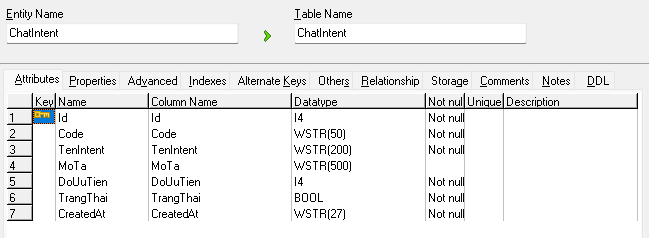 Entity Name
Table Name
ChatIntent
ChatIntent
Attributes Properties Advanced Indexes Alternate Keys Others Relationship Storage Comments Notes DDL
Key Name Column Name Datatype Not nul Unique Description
1 Id Id I4 Not null
2 Code Code WSTR(50) Not null
3 TenIntent TenIntent WSTR(200) Not null
4 MoTa MoTa WSTR(500)
5 DoUuTien DoUuTien I4 Not null
6 TrangThai TrangThai BOOL Not null
7 CreatedAt CreatedAt WSTR(27) Not null